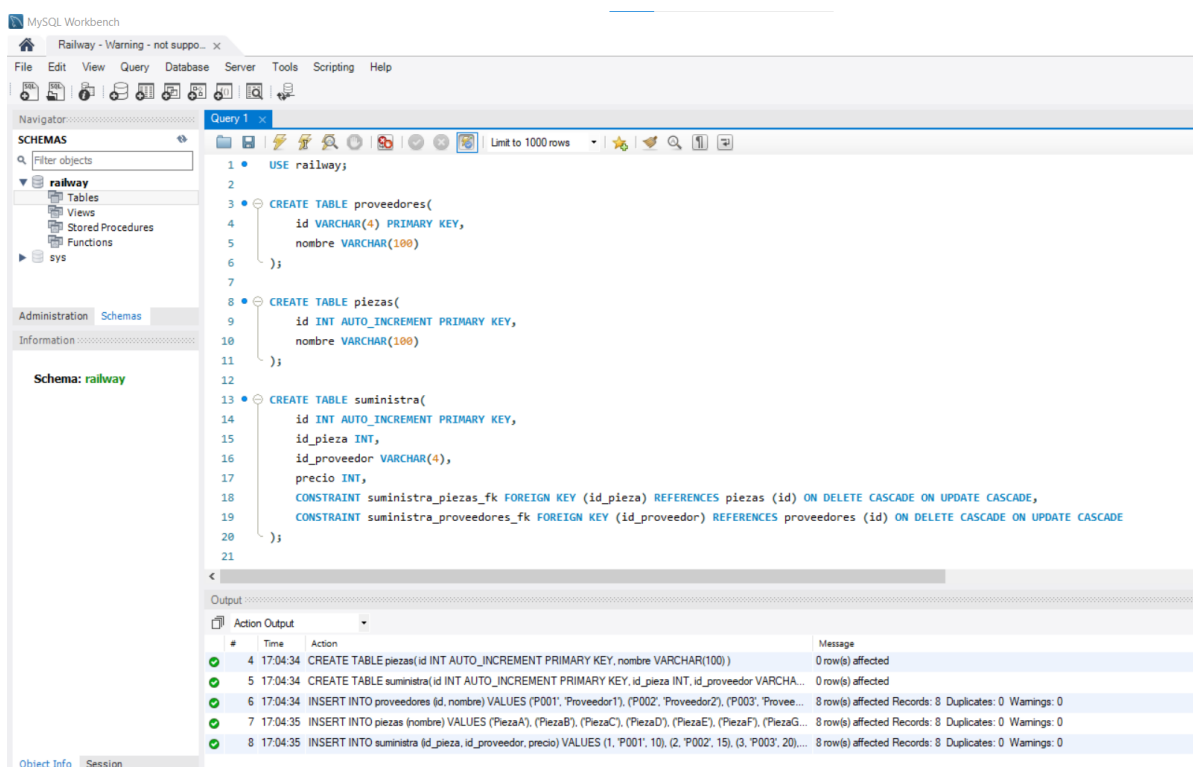 MySQL Workbench
Railway - Warning - not suppo... ×
File Edit View Query Database Server Tools Scripting Help
Navigator
SCHEMAS
Filter objects
railway
Tables
Views
Stored Procedures
Functions
sys
Administration Schemas
Information
Schema: railway
Object Info Session
Query 1 ×
Limit to 1000 rows
1 USE railway;
2
3 CREATE TABLE proveedores(
4 id VARCHAR(4) PRIMARY KEY,
5 nombre VARCHAR(100)
6 );
7
8 CREATE TABLE piezas(
9 id INT AUTO_INCREMENT PRIMARY KEY,
10 nombre VARCHAR(100)
11 );
12
13 CREATE TABLE suministra(
14 id INT AUTO_INCREMENT PRIMARY KEY,
15 id_pieza INT,
16 id_proveedor VARCHAR(4),
17 precio INT,
18 CONSTRAINT suministra_piezas_fk FOREIGN KEY (id_pieza) REFERENCES piezas (id) ON DELETE CASCADE ON UPDATE CASCADE,
19 CONSTRAINT suministra_proveedores_fk FOREIGN KEY (id_proveedor) REFERENCES proveedores (id) ON DELETE CASCADE ON UPDATE CASCADE
20 );
21
Output
Action Output
# Time Action Message
4 17:04:34 CREATE TABLE piezas( id INT AUTO_INCREMENT PRIMARY KEY, nombre VARCHAR(100) ) 0 row(s) affected
5 17:04:34 CREATE TABLE suministra( id INT AUTO_INCREMENT PRIMARY KEY, id_pieza INT, id_proveedor VARCHA... 0 row(s) affected
6 17:04:34 INSERT INTO proveedores (id, nombre) VALUES ('P001', 'Proveedor1'), ('P002', 'Proveedor2'), ('P003', 'Provee... 8 row(s) affected Records: 8 Duplicates: 0 Warnings: 0
7 17:04:35 INSERT INTO piezas (nombre) VALUES ('PiezaA'), ('PiezaB'), ('PiezaC'), ('PiezaD'), ('PiezaE'), ('PiezaF'), ('PiezaG... 8 row(s) affected Records: 8 Duplicates: 0 Warnings: 0
8 17:04:35 INSERT INTO suministra (id_pieza, id_proveedor, precio) VALUES (1, 'P001', 10), (2, 'P002', 15), (3, 'P003', 20),... 8 row(s) affected Records: 8 Duplicates: 0 Warnings: 0